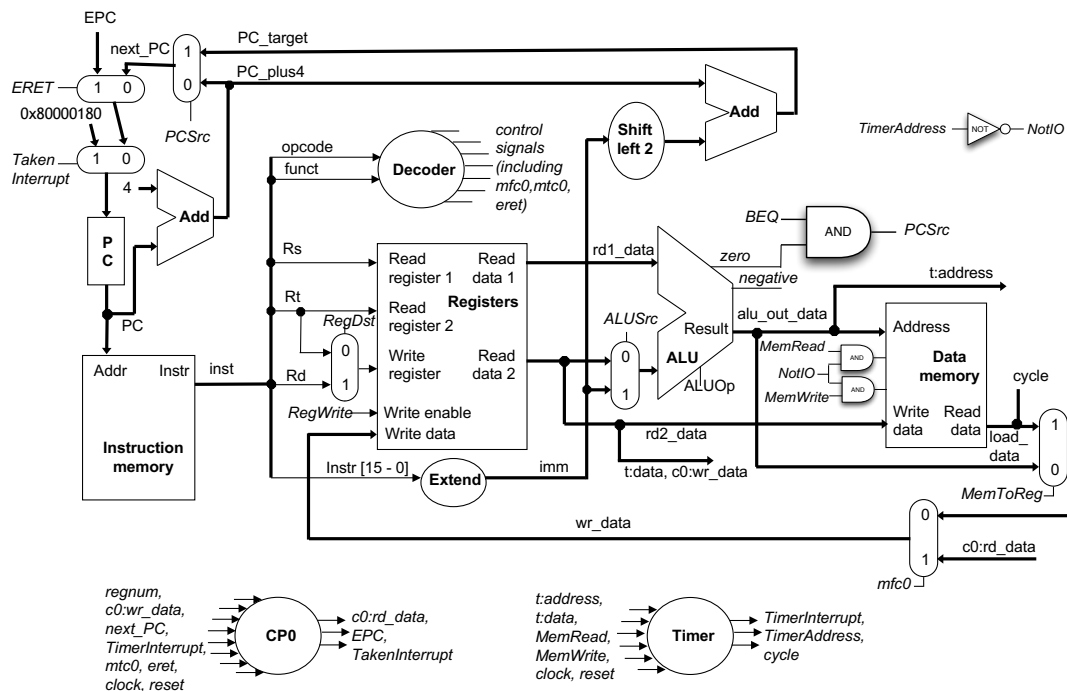 EPC
next_PC
PC_target
1
0
PC_plus4
ERET
1 0
0x80000180
PCSrc
Taken
Interrupt
1 0
4
Add
P
C
PC
Add
Shift
left 2
TimerAddress
NOT
NotIO
opcode
funct
Decoder
control
signals
(including
mfc0,mtc0,
eret)
BEQ
AND
PCSrc
Rs
Read
register 1
Read
data 1
rd1_data
zero
negative
t:address
Rt
Read
register 2
Registers
RegDst
0
1
Write
register
Read
data 2
ALUSrc
0
1
Result
ALU
ALUOp
alu_out_data
Address
Data
memory
MemRead
AND
NotIO
AND
MemWrite
cycle
Addr Instr
inst
Rd
RegWrite
Write enable
Write data
rd2_data
Write
data
Read
data
load_
data
1
0
Instruction
memory
Instr [15 - 0]
Extend
imm
t:data, c0:wr_data
MemToReg
wr_data
0
1
c0:rd_data
mfc0
regnum,
c0:wr_data,
next_PC,
TimerInterrupt,
mtc0, eret,
clock, reset
CP0
c0:rd_data,
EPC,
TakenInterrupt
t:address,
t:data,
MemRead,
MemWrite,
clock, reset
Timer
TimerInterrupt,
TimerAddress,
cycle